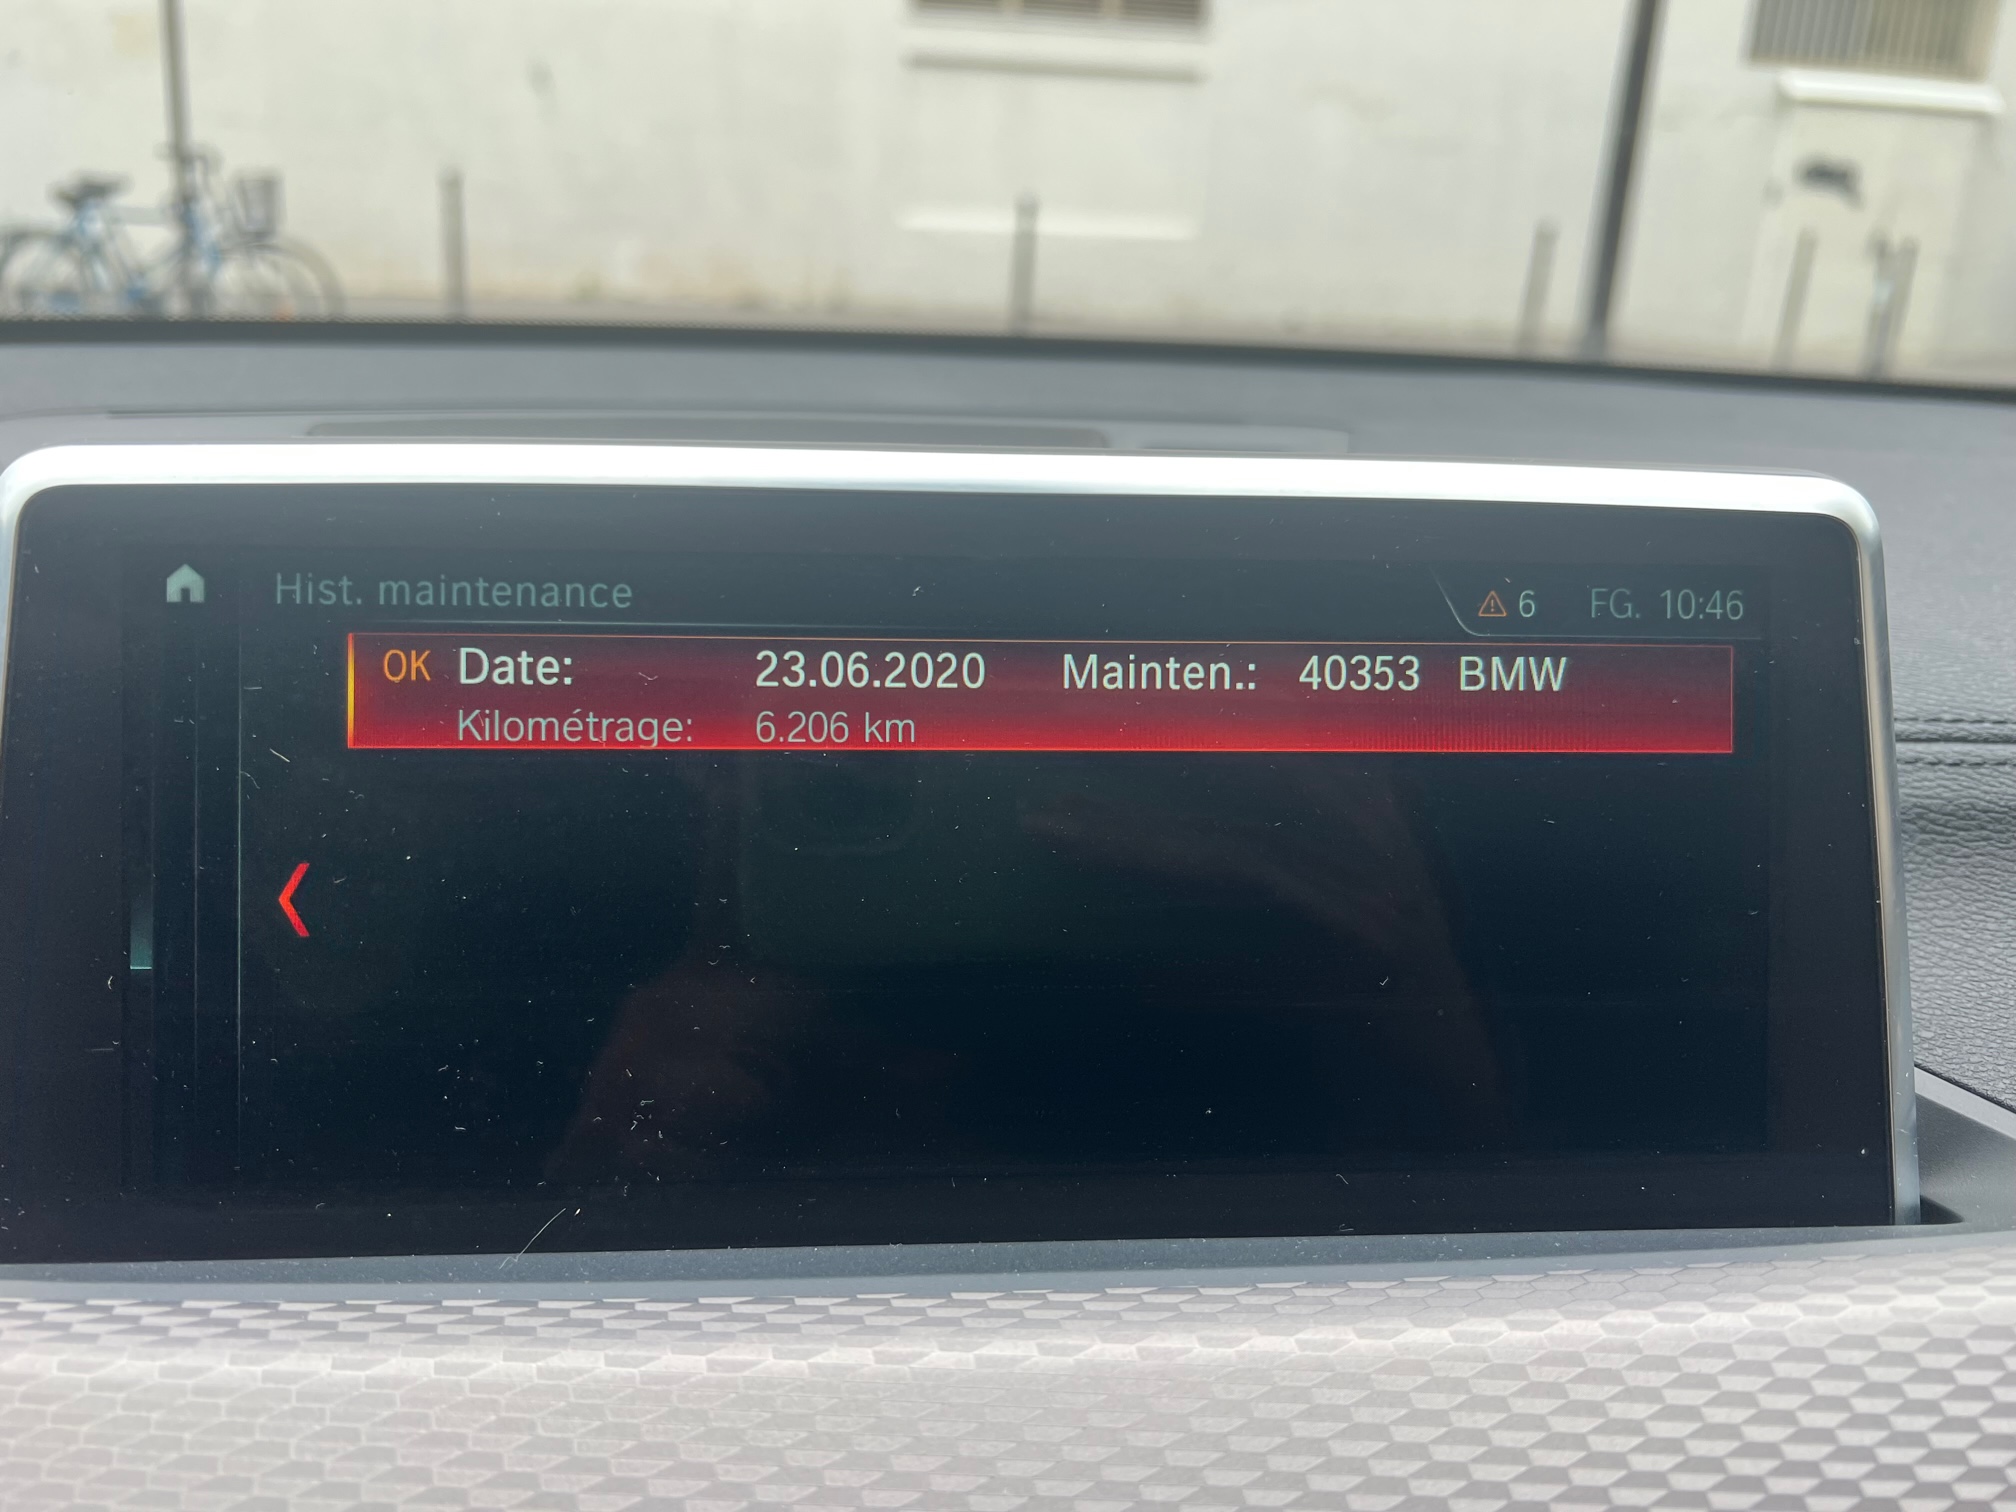 Hist. maintenance
6 FG. 10:46
OK Date: 23.06.2020 Mainten.: 40353 BMW
Kilométrage: 6.206 km